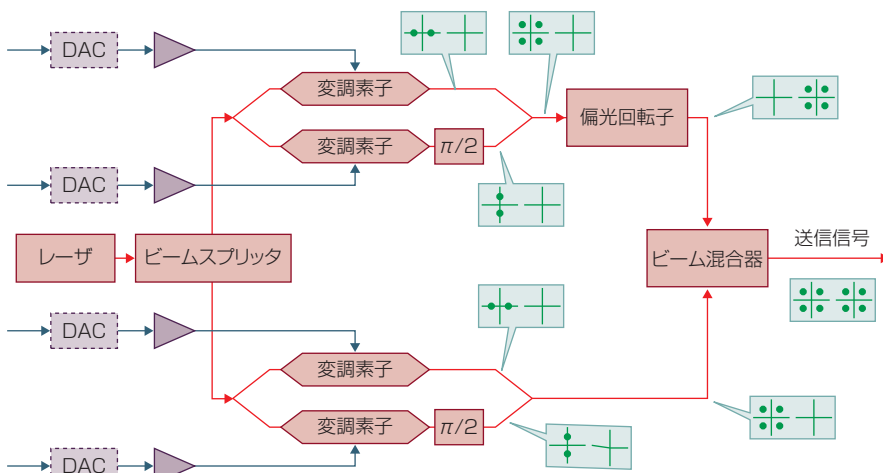 DAC
変調素子
偏光回転子
変調素子
π/2
DAC
レーザ
ビームスプリッタ
ビーム混合器
送信信号
DAC
変調素子
変調素子
π/2
DAC